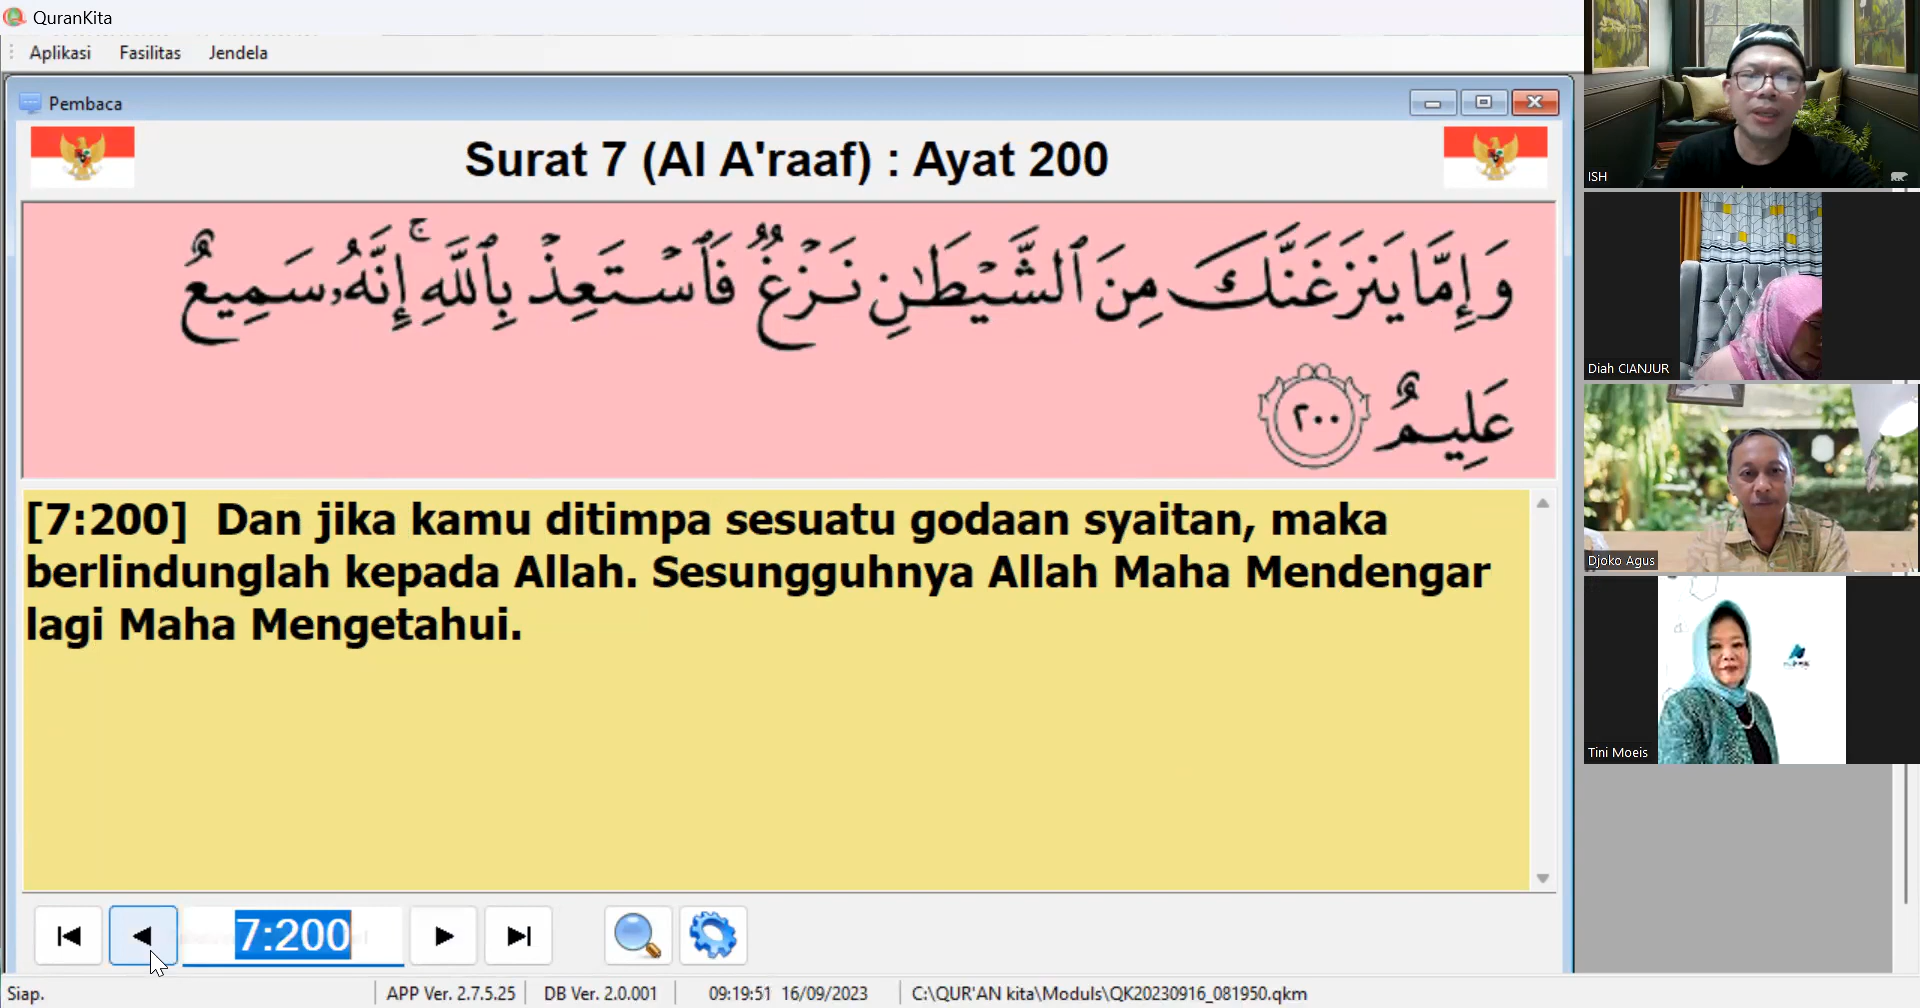 QuranKita
Aplikasi Fasilitas Jendela
Pembaca
Surat 7 (Al A'raaf) : Ayat 200
وَإِمَّا يَنزَغَنَّكَ مِنَ ٱلشَّيْطَٰنِ نَزْغٌ فَٱسْتَعِذْ بِٱللَّهِ ۚ إِنَّهُۥ سَمِيعٌ
عَلِيمٌ ٢٠٠
[7:200] Dan jika kamu ditimpa sesuatu godaan syaitan, maka
berlindunglah kepada Allah. Sesungguhnya Allah Maha Mendengar
lagi Maha Mengetahui.
7:200
Siap. APP Ver. 2.7.5.25 DB Ver. 2.0.001 09:19:51 16/09/2023 C:\QUR'AN kita\Moduls\QK20230916_081950.qkm
ISH
Diah CIANJUR
Djoko Agus
Tini Moeis